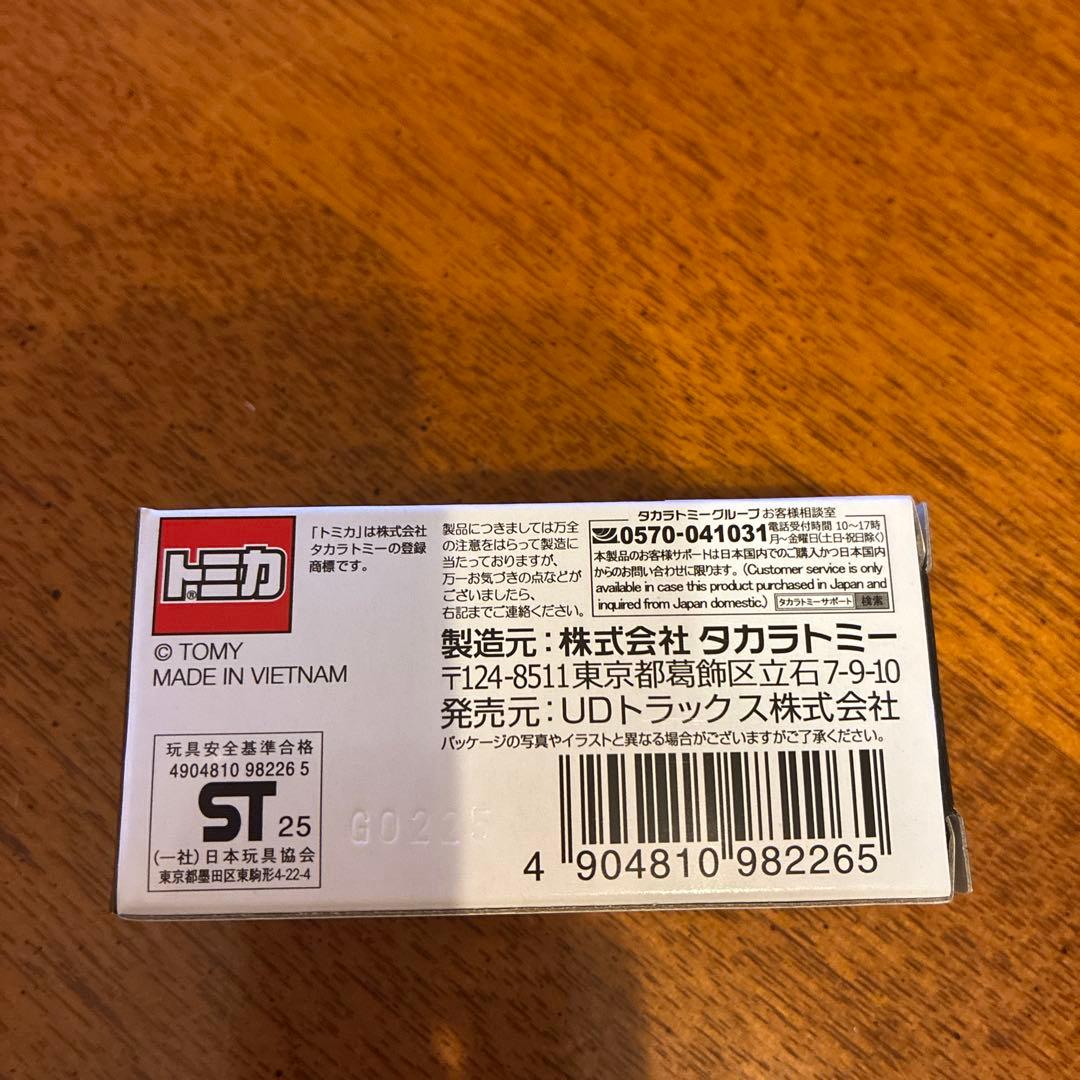 トミカ®
© TOMY
MADE IN VIETNAM
「トミカ」は株式会社
タカラトミーの登録
商標です。
製品につきましては万全
の注意をはらって製造に
当たっておりますが、
万一お気づきの点などが
ございましたら、
右記までご連絡ください。
タカラトミーグループ お客様相談室
0570-041031 電話受付時間 10〜17時
月〜金曜日(土日・祝日除く)
本製品のお客様サポートは日本国内でのご購入かつ日本国内
からのお問い合わせに限ります。(Customer service is only
available in case this product purchased in Japan and
inquired from Japan domestic.) タカラトミーサポート 検索
製造元:株式会社 タカラトミー
〒124-8511 東京都葛飾区立石7-9-10
発売元:UDトラックス株式会社
パッケージの写真やイラストと異なる場合がございますがご了承ください。
玩具安全基準合格
4904810 98226 5
ST 25
(一社)日本玩具協会
東京都墨田区東駒形4-22-4
G0225
4 904810 982265